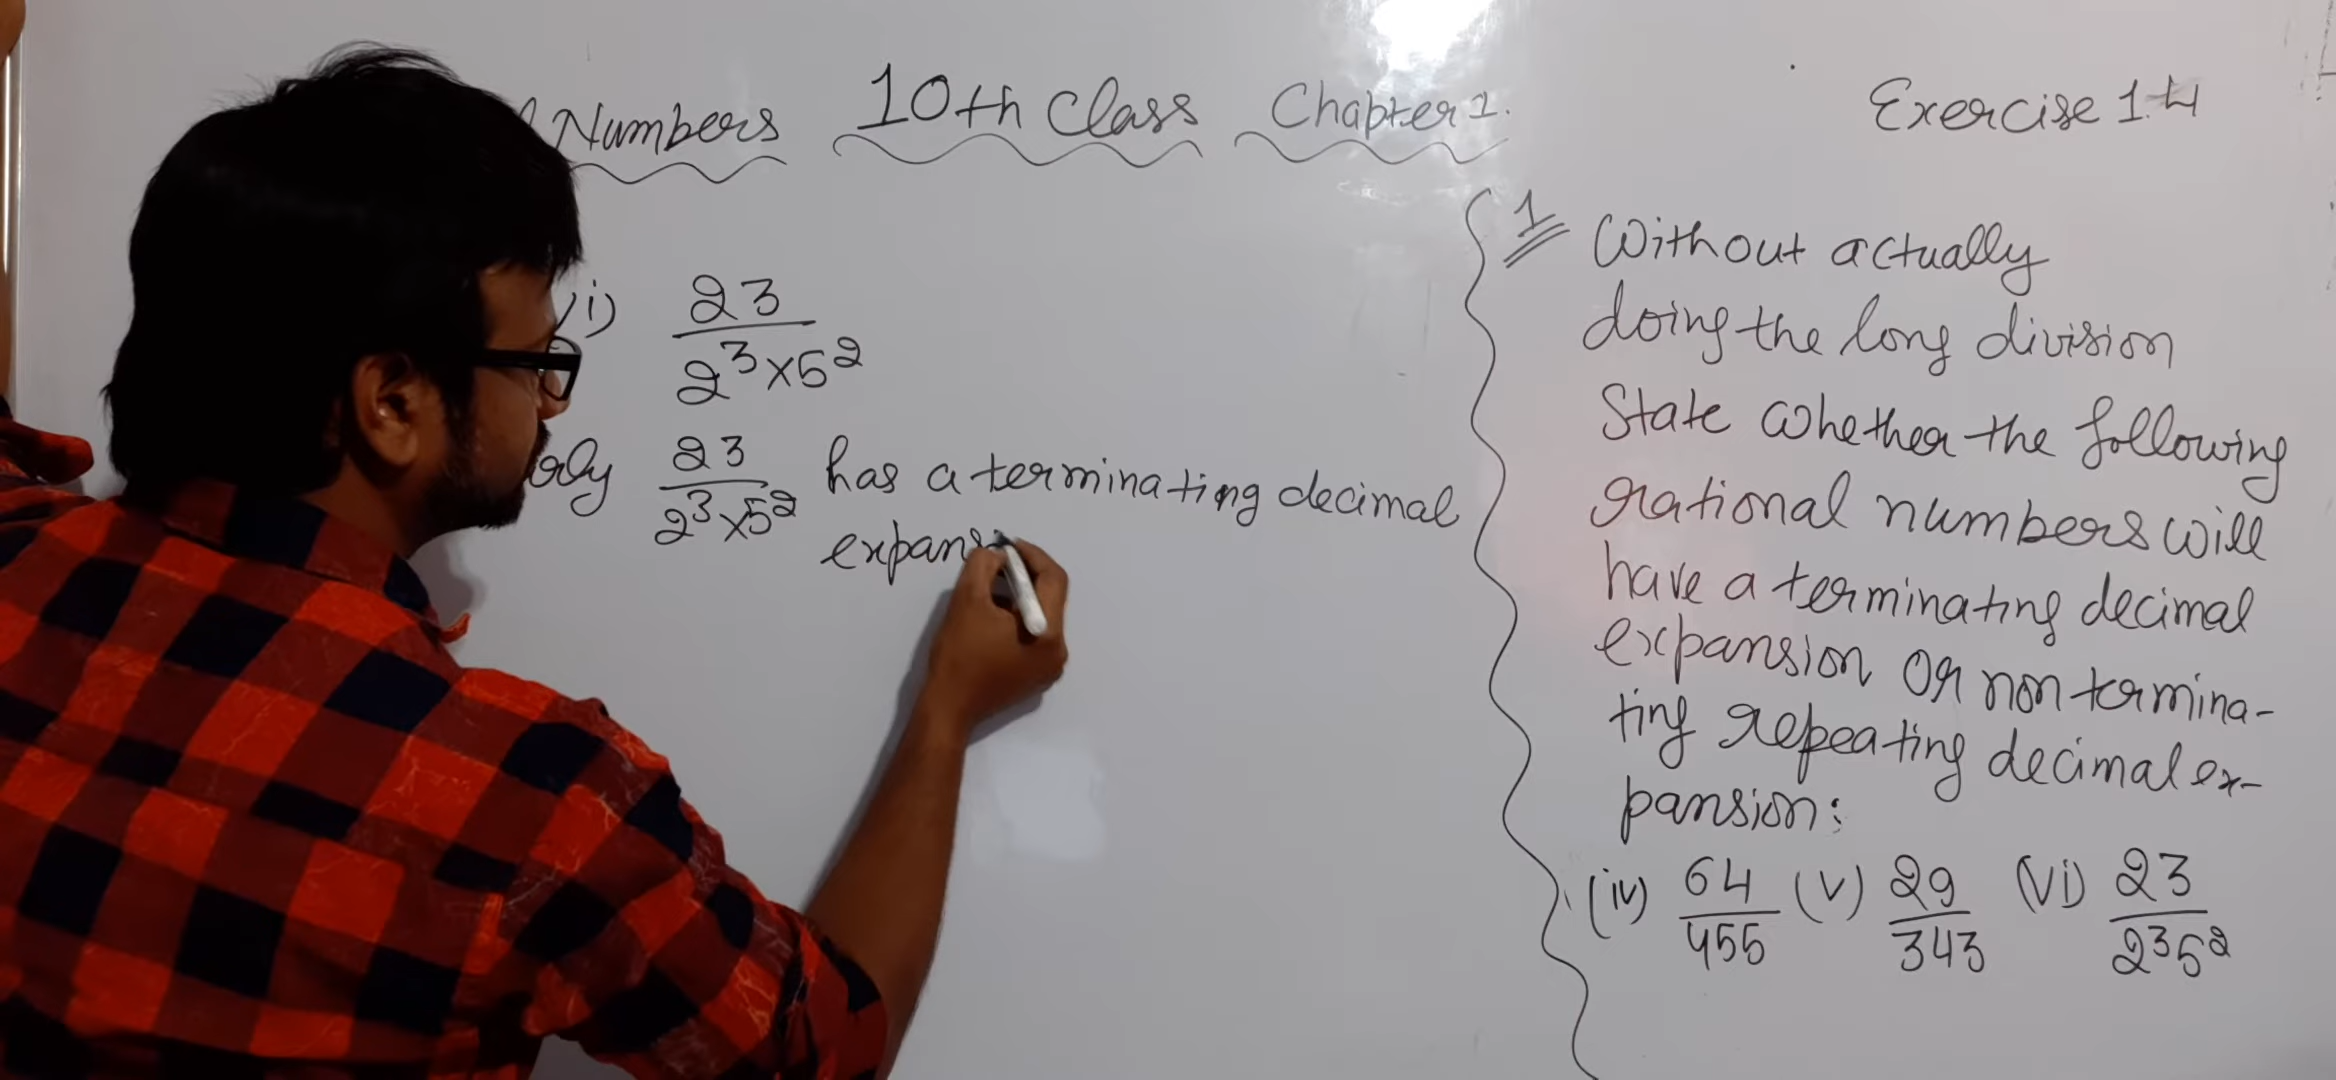 Numbers 10th Class Chapter 1.
Exercise 1.4
vi) 23
2³×5²
23
2³×5² has a terminating decimal
expans
1 Without actually
doing the long division
State whether the following
rational numbers will
have a terminating decimal
expansion or non termina-
ting repeating decimal ex-
pansion:
(iv) 64/455 (v) 29/343 (vi) 23/2³5²